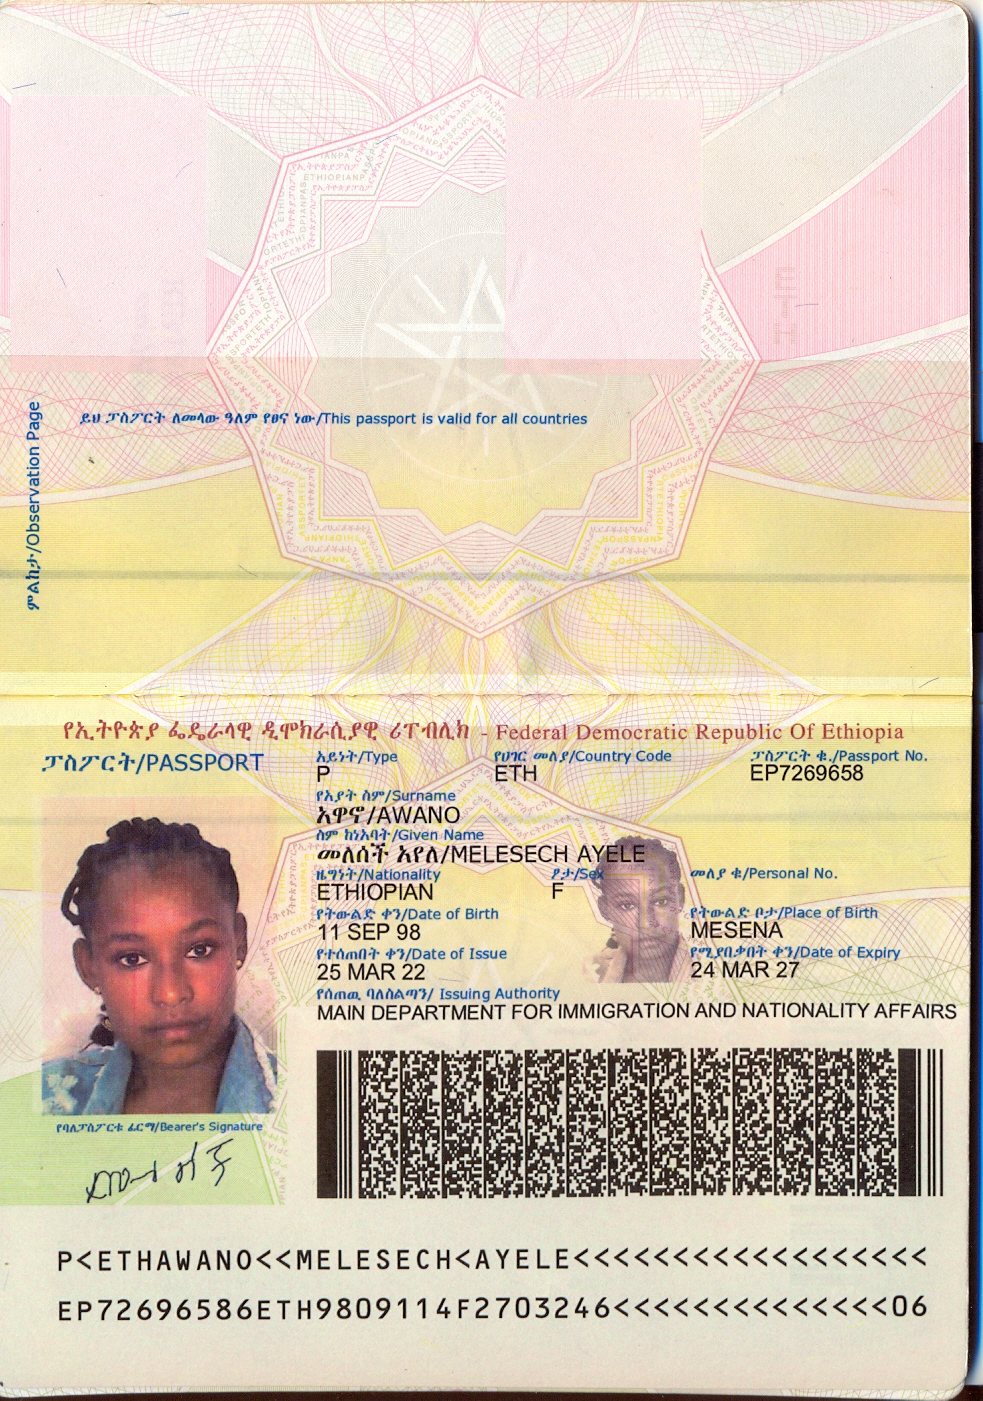 ይህ ፓስፖርት ለመላው ዓለም የፀና ነው/This passport is valid for all countries
ምልከታ/Observation Page
የኢትዮጵያ ፌዴራላዊ ዲሞክራሲያዊ ሪፐብሊክ - Federal Democratic Republic Of Ethiopia
ፓስፖርት/PASSPORT
አይነት/Type
P
የሀገር መለያ/Country Code
ETH
ፓስፖርት ቁ./Passport No.
EP7269658
የአያት ስም/Surname
አዋኖ/AWANO
ስም ከነአባት/Given Name
መለሰች አየለ/MELESECH AYELE
ዜግነት/Nationality
ETHIOPIAN
ፆታ/Sex
F
መለያ ቁ/Personal No.
የትውልድ ቀን/Date of Birth
11 SEP 98
የትውልድ ቦታ/Place of Birth
MESENA
የተሰጠበት ቀን/Date of Issue
25 MAR 22
የሚያበቃበት ቀን/Date of Expiry
24 MAR 27
የሰጠው ባለስልጣን/ Issuing Authority
MAIN DEPARTMENT FOR IMMIGRATION AND NATIONALITY AFFAIRS
የባለፓስፖርቱ ፊርማ/Bearer's Signature
P<ETHAWANO<<MELESECH<AYELE<<<<<<<<<<<<<<<<<<
EP72696586ETH9809114F2703246<<<<<<<<<<<<<<06